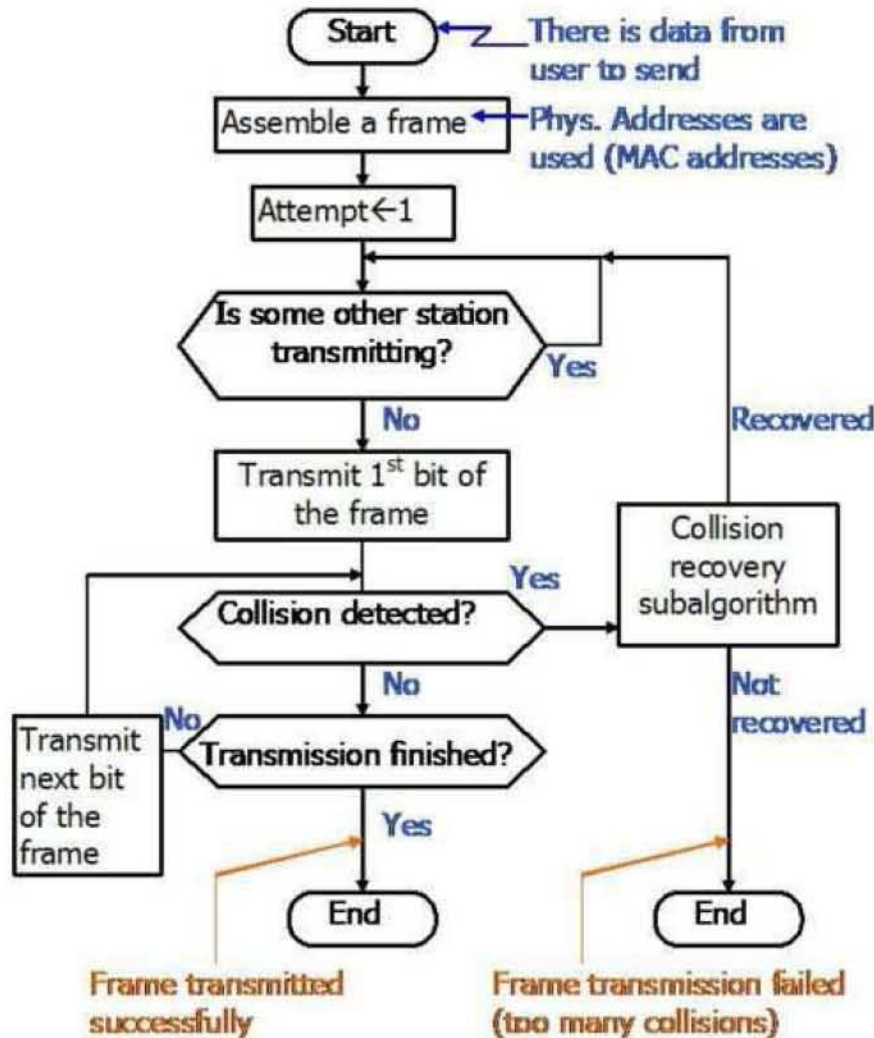 Start
There is data from
user to send
Assemble a frame
Phys. Addresses are
used (MAC addresses)
Attempt←1
Is some other station
transmitting?
Yes
No
Recovered
Transmit 1st bit of
the frame
Collision
recovery
subalgorithm
Yes
Collision detected?
No
Not
recovered
No
Transmit
next bit
of the
frame
Transmission finished?
Yes
End
End
Frame transmitted
successfully
Frame transmission failed
(too many collisions)